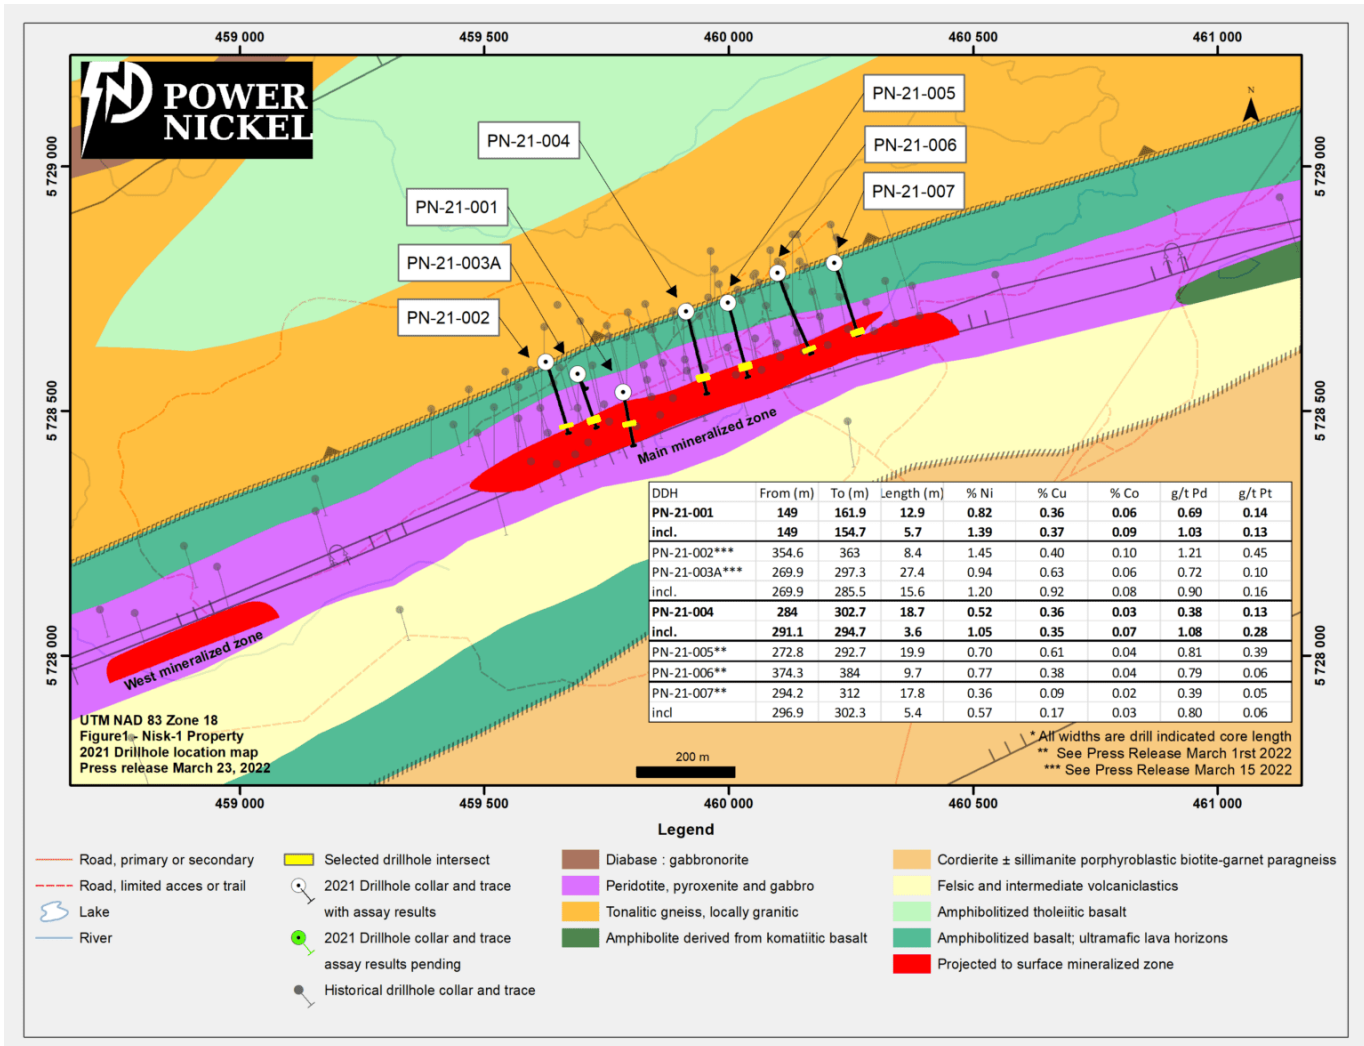 459 000 459 500 460 000 460 500 461 000
POWER
NICKEL
N
PN-21-005
PN-21-004
PN-21-006
PN-21-007
PN-21-001
PN-21-003A
PN-21-002
5 729 000
5 728 500
5 728 000
5 729 000
5 728 500
5 728 000
Main mineralized zone
West mineralized zone
DDH From (m) To (m) Length (m) % Ni % Cu % Co g/t Pd g/t Pt
PN-21-001 149 161.9 12.9 0.82 0.36 0.06 0.69 0.14
incl. 149 154.7 5.7 1.39 0.37 0.09 1.03 0.13
PN-21-002*** 354.6 363 8.4 1.45 0.40 0.10 1.21 0.45
PN-21-003A*** 269.9 297.3 27.4 0.94 0.63 0.06 0.72 0.10
incl. 269.9 285.5 15.6 1.20 0.92 0.08 0.90 0.16
PN-21-004 284 302.7 18.7 0.52 0.36 0.03 0.38 0.13
incl. 291.1 294.7 3.6 1.05 0.35 0.07 1.08 0.28
PN-21-005** 272.8 292.7 19.9 0.70 0.61 0.04 0.81 0.39
PN-21-006** 374.3 384 9.7 0.77 0.38 0.04 0.79 0.06
PN-21-007** 294.2 312 17.8 0.36 0.09 0.02 0.39 0.05
incl 296.9 302.3 5.4 0.57 0.17 0.03 0.80 0.06
UTM NAD 83 Zone 18
Figure1 - Nisk-1 Property
2021 Drillhole location map
Press release March 23, 2022
200 m
* All widths are drill indicated core length
** See Press Release March 1rst 2022
*** See Press Release March 15 2022
459 000 459 500 460 000 460 500 461 000
Legend
Road, primary or secondary
Road, limited acces or trail
Lake
River
Selected drillhole intersect
2021 Drillhole collar and trace
with assay results
2021 Drillhole collar and trace
assay results pending
Historical drillhole collar and trace
Diabase : gabbronorite
Peridotite, pyroxenite and gabbro
Tonalitic gneiss, locally granitic
Amphibolite derived from komatiitic basalt
Cordierite ± sillimanite porphyroblastic biotite-garnet paragneiss
Felsic and intermediate volcaniclastics
Amphibolitized tholeiitic basalt
Amphibolitized basalt; ultramafic lava horizons
Projected to surface mineralized zone